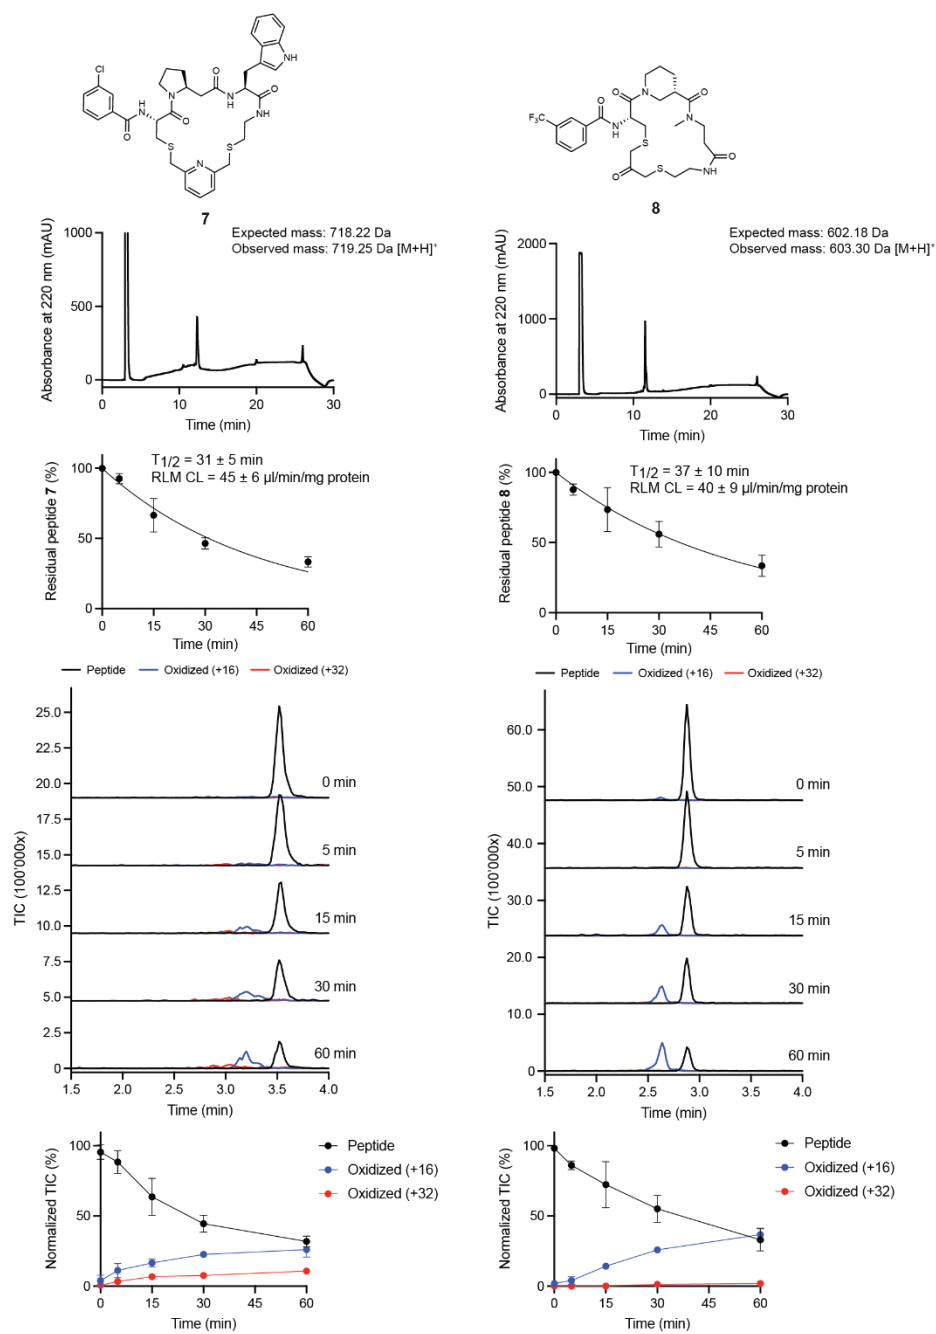 Cl
O
H
N
O
N
O
N
H
NH
O
NH
S
S
N
7
F3C
O
N
H
O
N
O
N
S
O
S
NH
O
8
Expected mass: 718.22 Da
Observed mass: 719.25 Da [M+H]+
Absorbance at 220 nm (mAU)
1000
500
0
0 10 20 30
Time (min)
Expected mass: 602.18 Da
Observed mass: 603.30 Da [M+H]+
Absorbance at 220 nm (mAU)
2000
1000
0
0 10 20 30
Time (min)
T1/2 = 31 ± 5 min
RLM CL = 45 ± 6 µl/min/mg protein
Residual peptide 7 (%)
100
50
0
0 15 30 45 60
Time (min)
T1/2 = 37 ± 10 min
RLM CL = 40 ± 9 µl/min/mg protein
Residual peptide 8 (%)
100
50
0
0 15 30 45 60
Time (min)
Peptide Oxidized (+16) Oxidized (+32)
TIC (100'000x)
25.0
22.5
20.0
17.5
15.0
12.5
10.0
7.5
5.0
2.5
0
0 min
5 min
15 min
30 min
60 min
1.5 2.0 2.5 3.0 3.5 4.0
Time (min)
Peptide Oxidized (+16) Oxidized (+32)
TIC (100'000x)
60.0
50.0
40.0
30.0
20.0
10.0
0
0 min
5 min
15 min
30 min
60 min
1.5 2.0 2.5 3.0 3.5 4.0
Time (min)
Normalized TIC (%)
100
50
0
0 15 30 45 60
Time (min)
Peptide
Oxidized (+16)
Oxidized (+32)
Normalized TIC (%)
100
50
0
0 15 30 45 60
Time (min)
Peptide
Oxidized (+16)
Oxidized (+32)